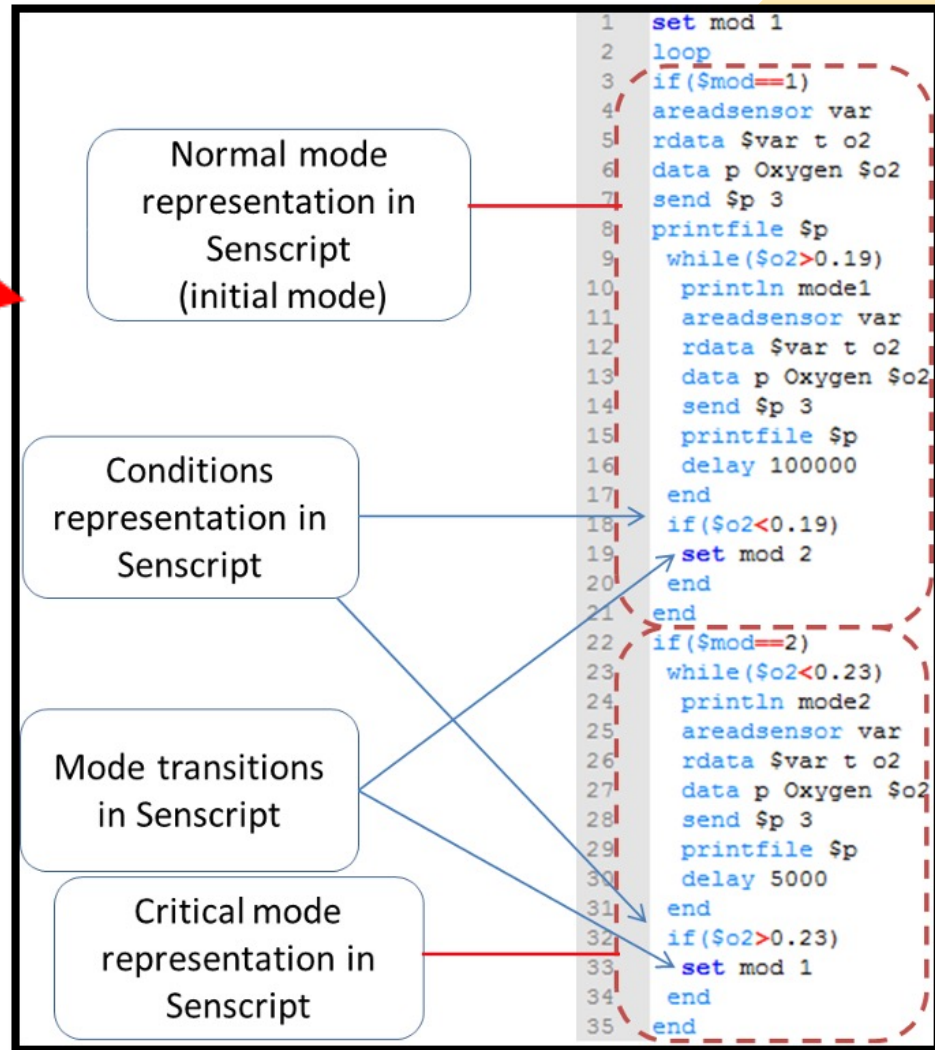 Normal mode
representation in
Senscript
(initial mode)
Conditions
representation in
Senscript
Mode transitions
in Senscript
Critical mode
representation in
Senscript
1 set mod 1
2 loop
3 if($mod==1)
4 areadsensor var
5 rdata $var t o2
6 data p Oxygen $o2
7 send $p 3
8 printfile $p
9 while($o2>0.19)
10 println mode1
11 areadsensor var
12 rdata $var t o2
13 data p Oxygen $o2
14 send $p 3
15 printfile $p
16 delay 100000
17 end
18 if($o2<0.19)
19 set mod 2
20 end
21 end
22 if($mod==2)
23 while($o2<0.23)
24 println mode2
25 areadsensor var
26 rdata $var t o2
27 data p Oxygen $o2
28 send $p 3
29 printfile $p
30 delay 5000
31 end
32 if($o2>0.23)
33 set mod 1
34 end
35 end